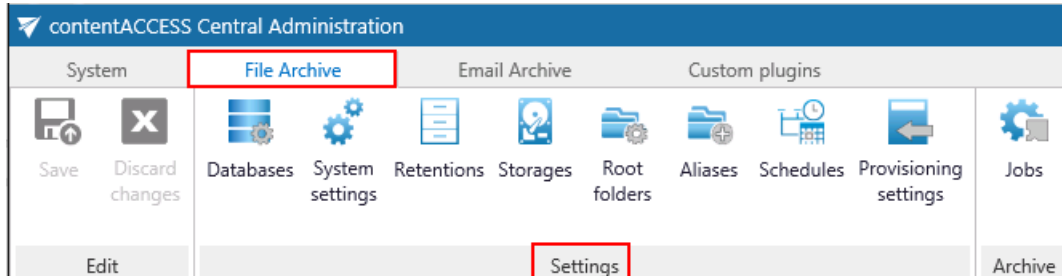 contentACCESS Central Administration
System File Archive Email Archive Custom plugins
Save Discard changes Databases System settings Retentions Storages Root folders Aliases Schedules Provisioning settings Jobs
Edit Settings Archive